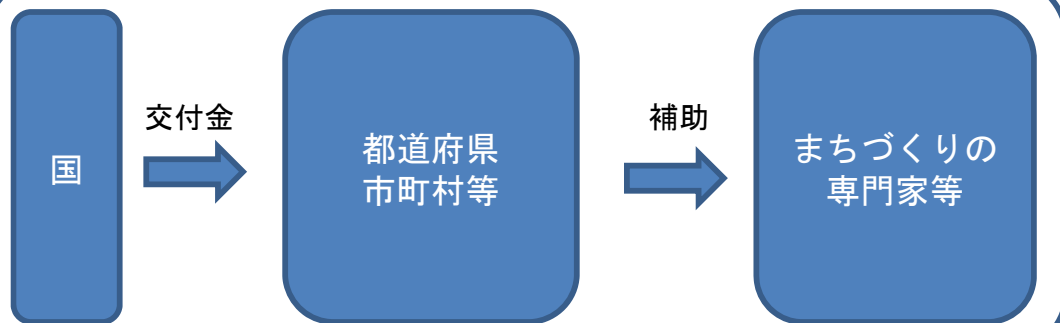 国
交付金
都道府県
市町村等
補助
まちづくりの
専門家等